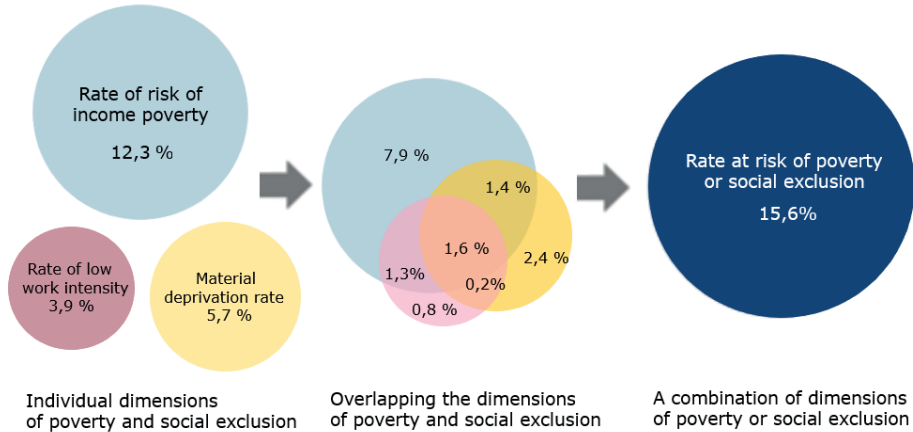 Rate of risk of
income poverty
12,3 %
Rate of low
work intensity
3,9 %
Material
deprivation rate
5,7 %
Individual dimensions
of poverty and social exclusion
7,9 %
1,4 %
1,6 %
2,4 %
1,3%
0,2%
0,8 %
Overlapping the dimensions
of poverty and social exclusion
Rate at risk of poverty
or social exclusion
15,6%
A combination of dimensions
of poverty or social exclusion